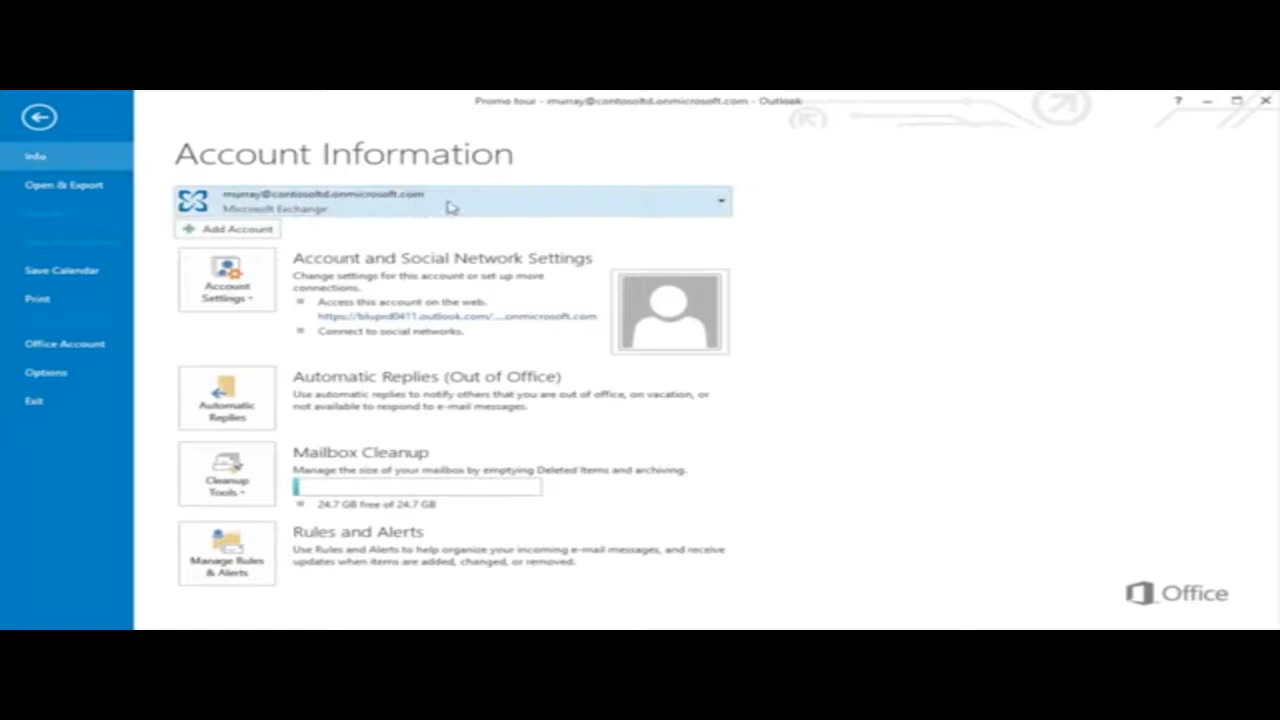 Promo tour - murray@contosoltd.onmicrosoft.com - Outlook
?
Info
Open & Export
Save Calendar
Print
Office Account
Options
Exit
Account Information
murray@contosoltd.onmicrosoft.com
Microsoft Exchange
Add Account
Account
Settings
Account and Social Network Settings
Change settings for this account or set up more
connections.
Access this account on the web.
https://bluprd0411.outlook.com/...onmicrosoft.com
Connect to social networks.
Automatic
Replies
Automatic Replies (Out of Office)
Use automatic replies to notify others that you are out of office, on vacation, or
not available to respond to e-mail messages.
Cleanup
Tools
Mailbox Cleanup
Manage the size of your mailbox by emptying Deleted Items and archiving.
24.7 GB free of 24.7 GB
Manage Rules
& Alerts
Rules and Alerts
Use Rules and Alerts to help organize your incoming e-mail messages, and receive
updates when items are added, changed, or removed.
Office